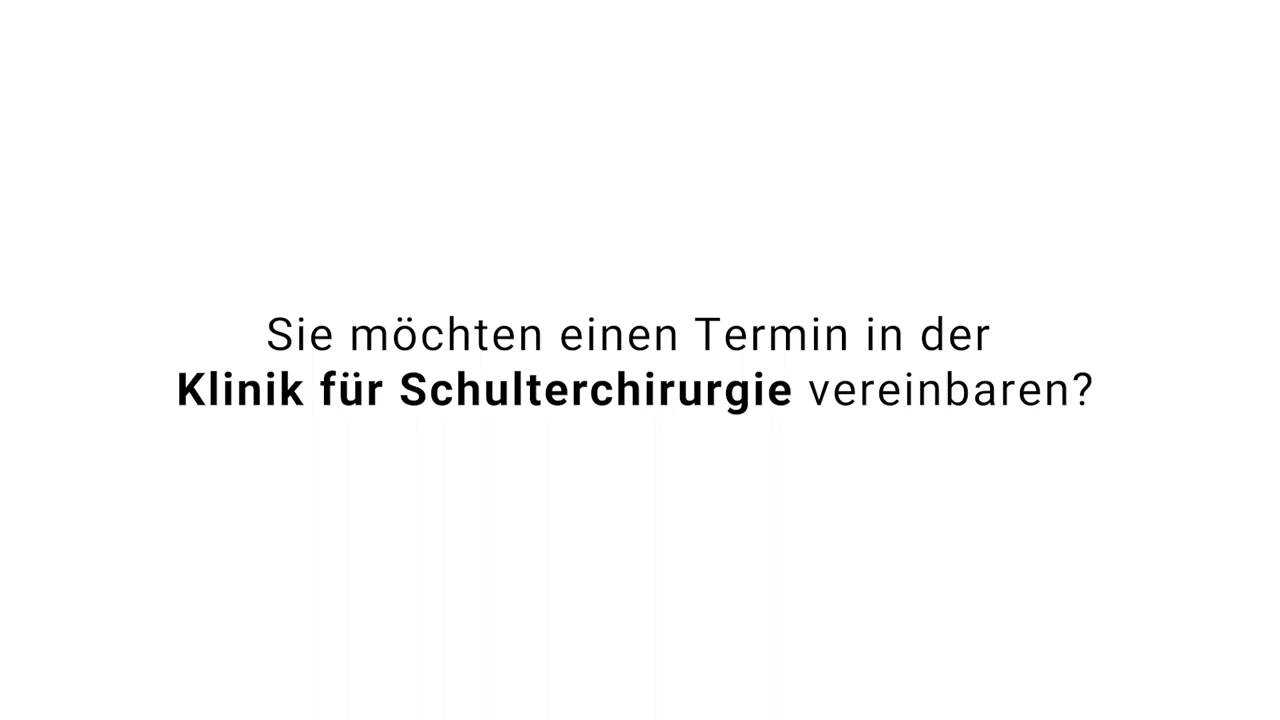 Sie möchten einen Termin in der
Klinik für Schulterchirurgie vereinbaren?